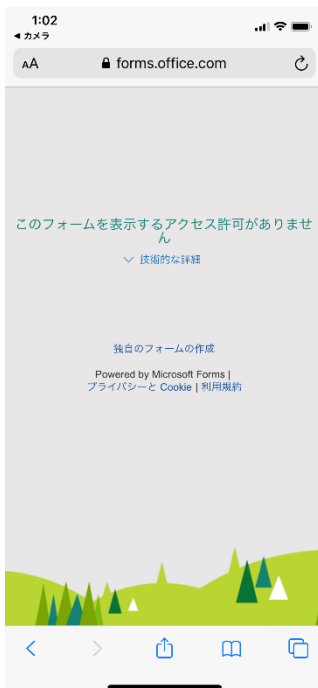 1:02
◀ カメラ
AA
forms.office.com
このフォームを表示するアクセス許可がありませ
ん
技術的な詳細
独自のフォームの作成
Powered by Microsoft Forms |
プライバシーと Cookie | 利用規約